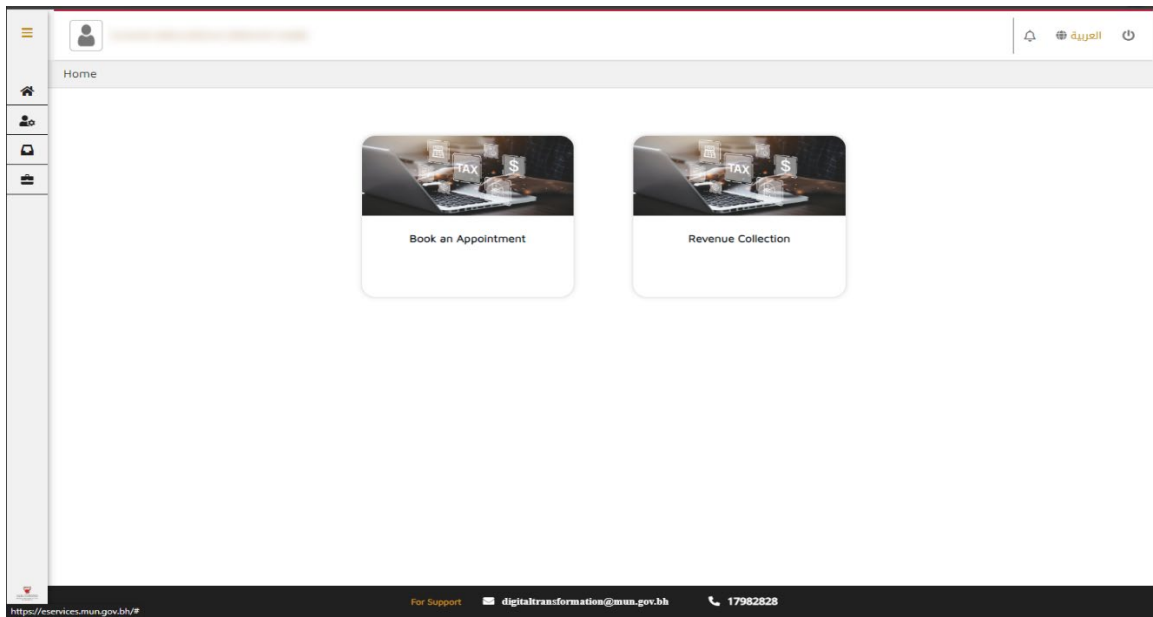 العربية
Home
TAX
$
TAX
$
Book an Appointment
Revenue Collection
For Support digitaltransformation@mun.gov.bh 17982828
https://eservices.mun.gov.bh/#